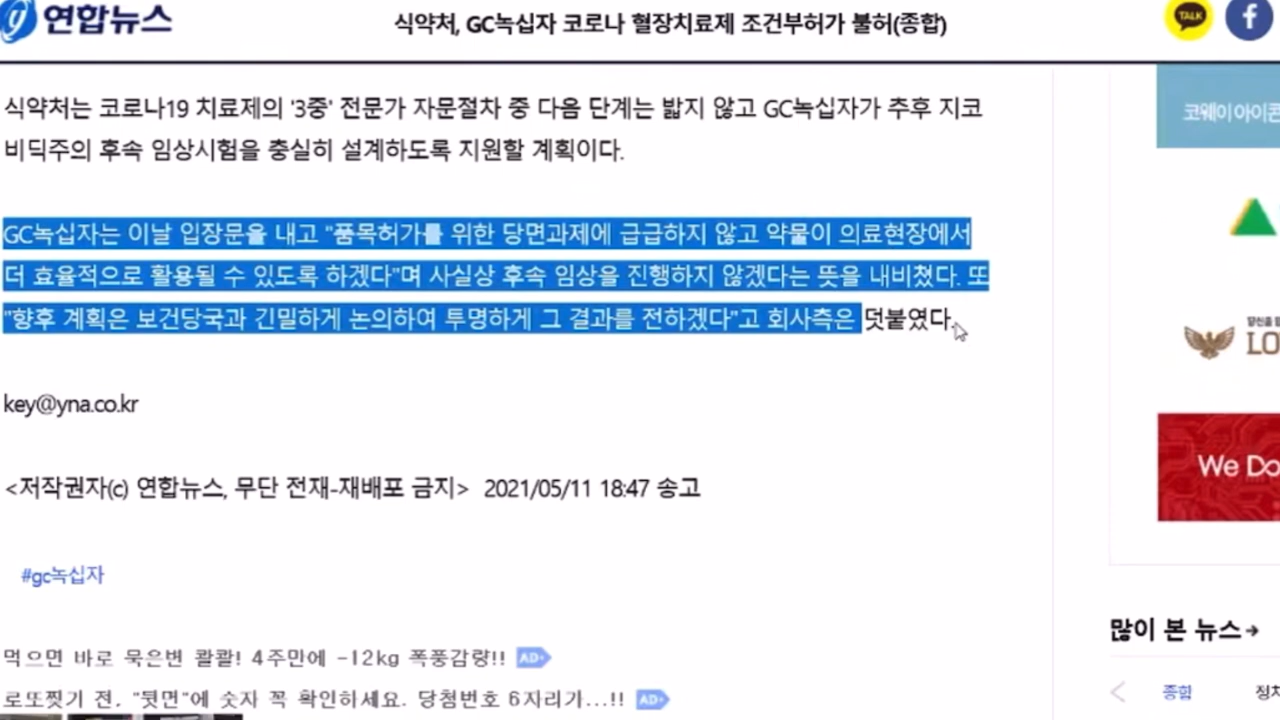 연합뉴스
식약처, GC녹십자 코로나 혈장치료제 조건부허가 불허(종합)
TALK
식약처는 코로나19 치료제의 '3중' 전문가 자문절차 중 다음 단계는 밟지 않고 GC녹십자가 추후 지코
비딕주의 후속 임상시험을 충실히 설계하도록 지원할 계획이다.
코웨이 아이콘
GC녹십자는 이날 입장문을 내고 "품목허가를 위한 당면과제에 급급하지 않고 약물이 의료현장에서
더 효율적으로 활용될 수 있도록 하겠다"며 사실상 후속 임상을 진행하지 않겠다는 뜻을 내비쳤다. 또
"향후 계획은 보건당국과 긴밀하게 논의하여 투명하게 그 결과를 전하겠다"고 회사측은 덧붙였다.
LO
key@yna.co.kr
We Do
<저작권자(c) 연합뉴스, 무단 전재-재배포 금지> 2021/05/11 18:47 송고
#gc녹십자
많이 본 뉴스
먹으면 바로 묵은변 콸콸! 4주만에 -12kg 폭풍감량!! AD
로또찍기 전, "뒷면"에 숫자 꼭 확인하세요. 당첨번호 6자리가...!! AD
종합
정치